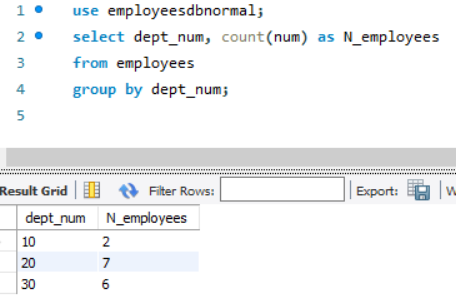 1 use employeesdbnormal;
2 select dept_num, count(num) as N_employees
3 from employees
4 group by dept_num;
5
Result Grid Filter Rows: Export:
dept_num N_employees
10 2
20 7
30 6